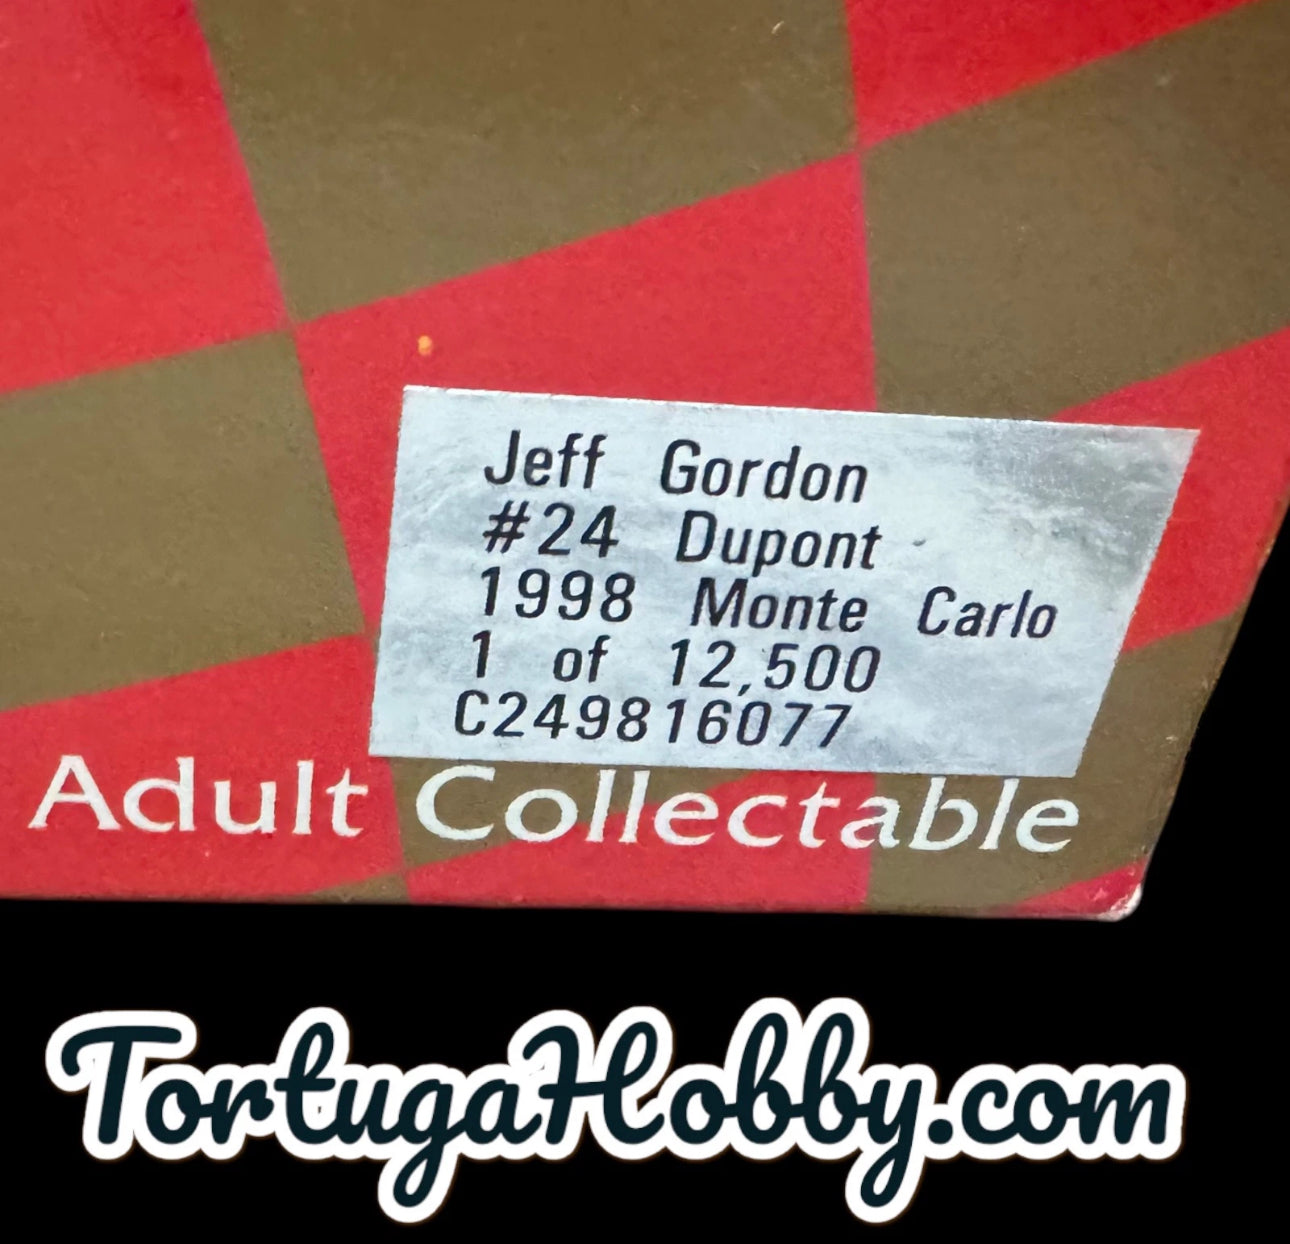 Jeff Gordon
#24 Dupont
1998 Monte Carlo
1 of 12,500
C249816077
Adult Collectable
TortugaHobby.com